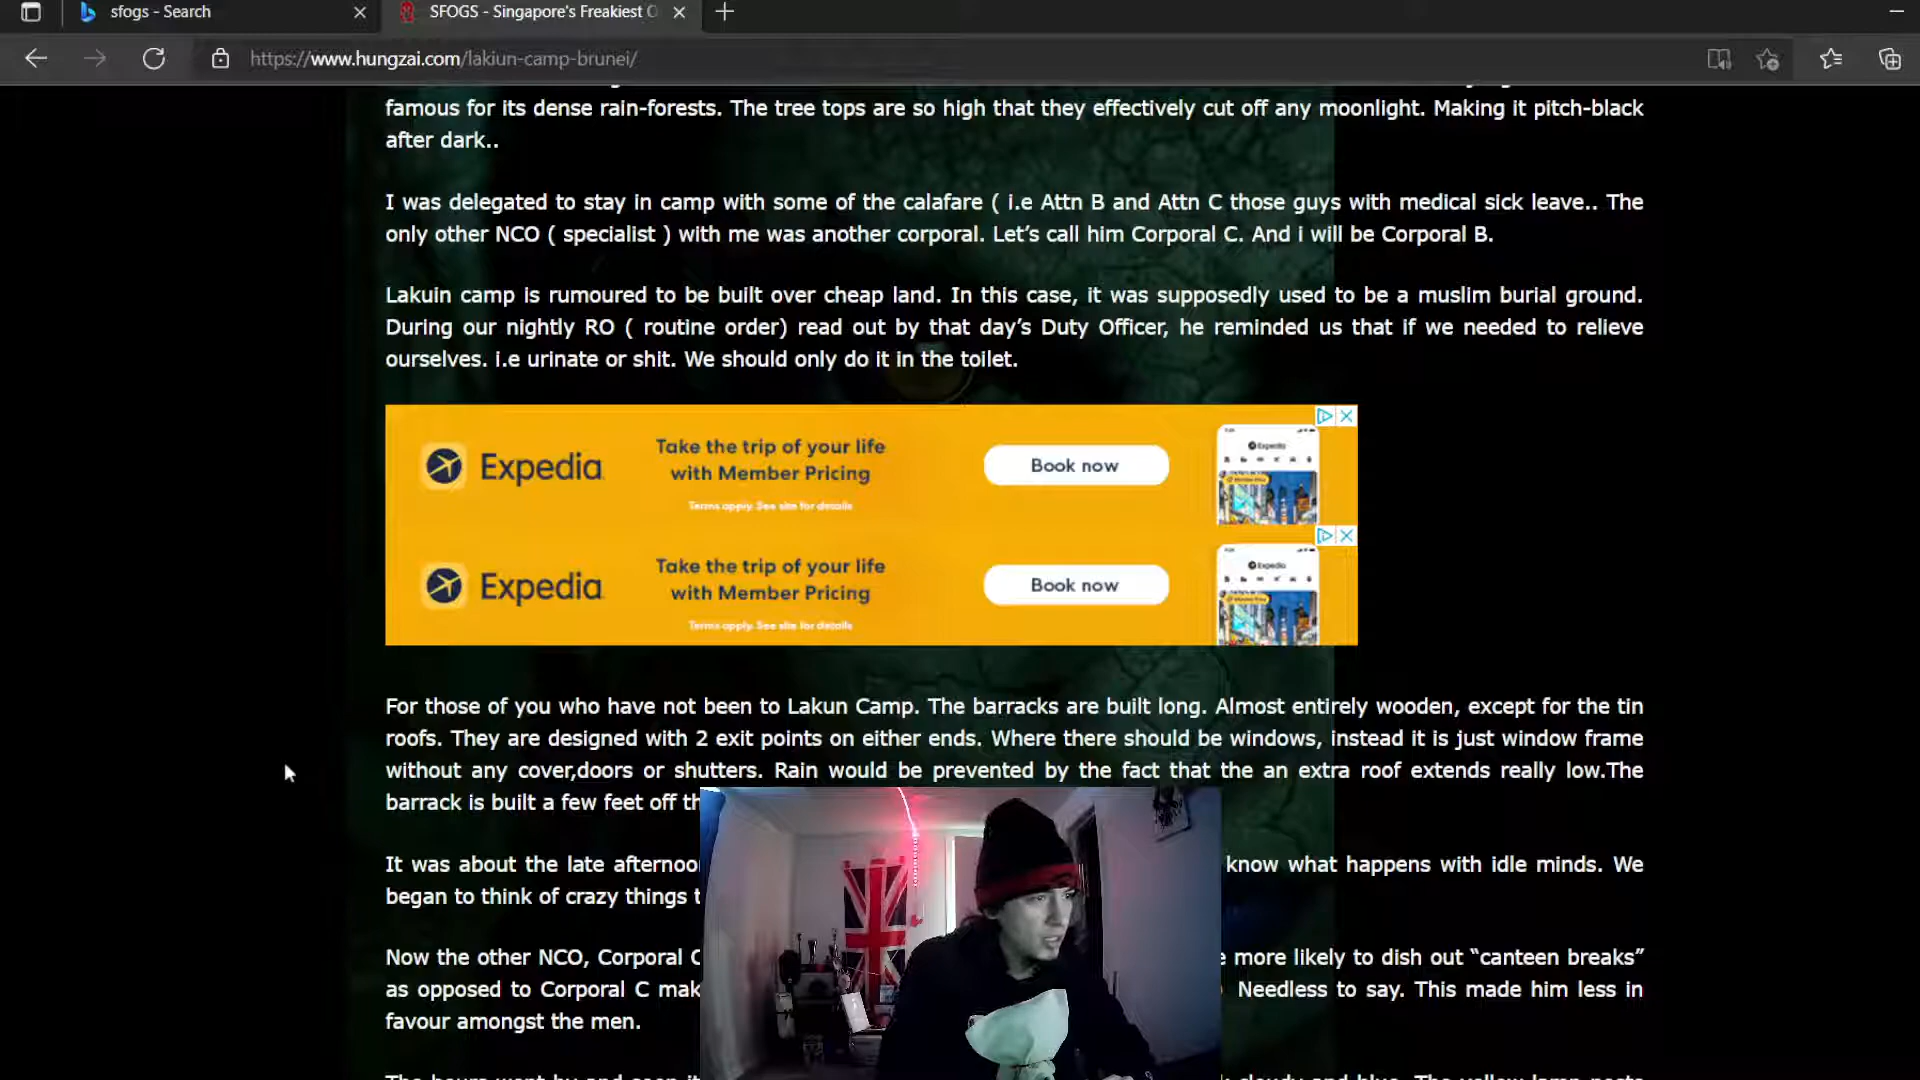 sfogs - Search
SFOGS - Singapore's Freakiest
https://www.hungzai.com/lakiun-camp-brunei/
famous for its dense rain-forests. The tree tops are so high that they effectively cut off any moonlight. Making it pitch-black
after dark..
I was delegated to stay in camp with some of the calafare ( i.e Attn B and Attn C those guys with medical sick leave.. The
only other NCO ( specialist ) with me was another corporal. Let’s call him Corporal C. And i will be Corporal B.
Lakuin camp is rumoured to be built over cheap land. In this case, it was supposedly used to be a muslim burial ground.
During our nightly RO ( routine order) read out by that day’s Duty Officer, he reminded us that if we needed to relieve
ourselves. i.e urinate or shit. We should only do it in the toilet.
Expedia
Take the trip of your life
with Member Pricing
Terms apply. See site for details
Book now
Expedia
Expedia
Take the trip of your life
with Member Pricing
Terms apply. See site for details
Book now
Expedia
For those of you who have not been to Lakun Camp. The barracks are built long. Almost entirely wooden, except for the tin
roofs. They are designed with 2 exit points on either ends. Where there should be windows, instead it is just window frame
without any cover,doors or shutters. Rain would be prevented by the fact that the an extra roof extends really low.The
barrack is built a few feet off
It was about the late know what happens with idle minds. We
began to think of crazy things
Now the other NCO, Corporal more likely to dish out “canteen breaks”
as opposed to Corporal C Needless to say. This made him less in
favour amongst the men.